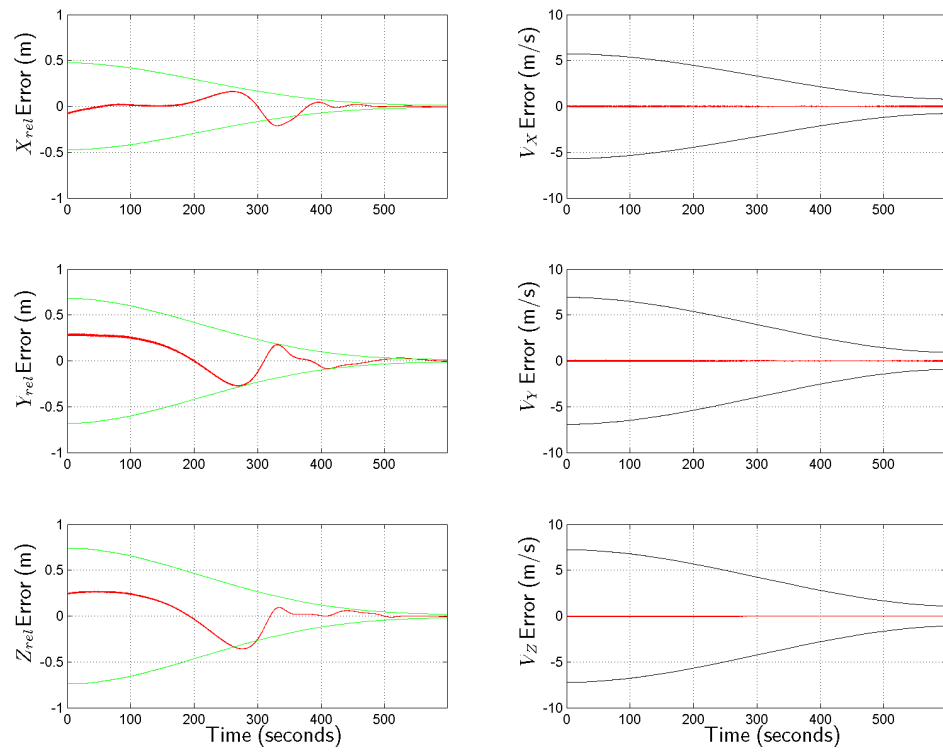 X_rel Error (m)
1
0.5
0
-0.5
-1
0 100 200 300 400 500
V_X Error (m/s)
10
5
0
-5
-10
0 100 200 300 400 500
Y_rel Error (m)
1
0.5
0
-0.5
-1
0 100 200 300 400 500
V_Y Error (m/s)
10
5
0
-5
-10
0 100 200 300 400 500
Z_rel Error (m)
1
0.5
0
-0.5
-1
0 100 200 300 400 500
Time (seconds)
V_Z Error (m/s)
10
5
0
-5
-10
0 100 200 300 400 500
Time (seconds)